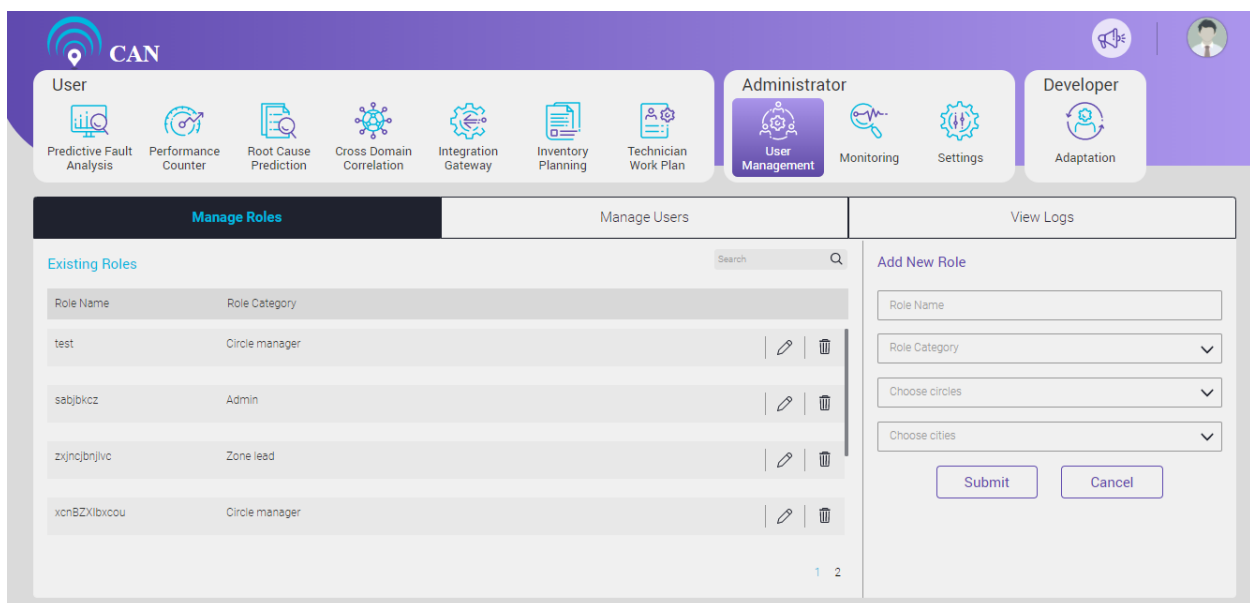 CAN
User
Administrator
Developer
Predictive Fault
Analysis
Performance
Counter
Root Cause
Prediction
Cross Domain
Correlation
Integration
Gateway
Inventory
Planning
Technician
Work Plan
User
Management
Monitoring
Settings
Adaptation
Manage Roles
Manage Users
View Logs
Existing Roles
Search
Role Name Role Category
test Circle manager
sabjbkcz Admin
zxjncjbnjlvc Zone lead
xcnBZXIbxcou Circle manager
1 2
Add New Role
Role Name
Role Category
Choose circles
Choose cities
Submit Cancel